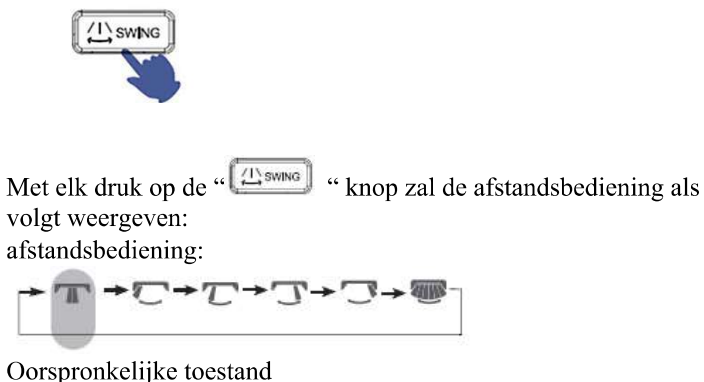 SWING
Met elk druk op de “ SWING “ knop zal de afstandsbediening als
volgt weergeven:
afstandsbediening:
Oorspronkelijke toestand